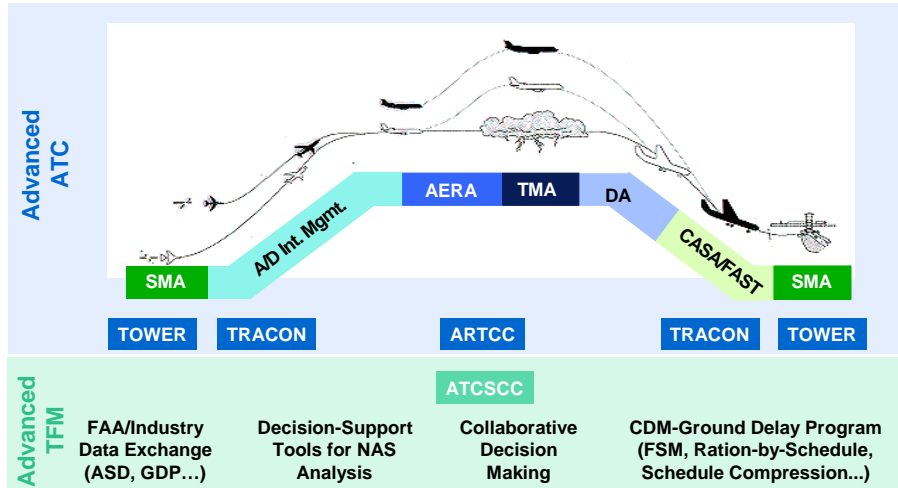 Advanced
ATC
AERA
TMA
DA
A/D Int. Mgmt.
CASA/FAST
SMA
SMA
TOWER
TRACON
ARTCC
TRACON
TOWER
Advanced
TFM
ATCSCC
FAA/Industry
Data Exchange
(ASD, GDP…)
Decision-Support
Tools for NAS
Analysis
Collaborative
Decision
Making
CDM-Ground Delay Program
(FSM, Ration-by-Schedule,
Schedule Compression...)